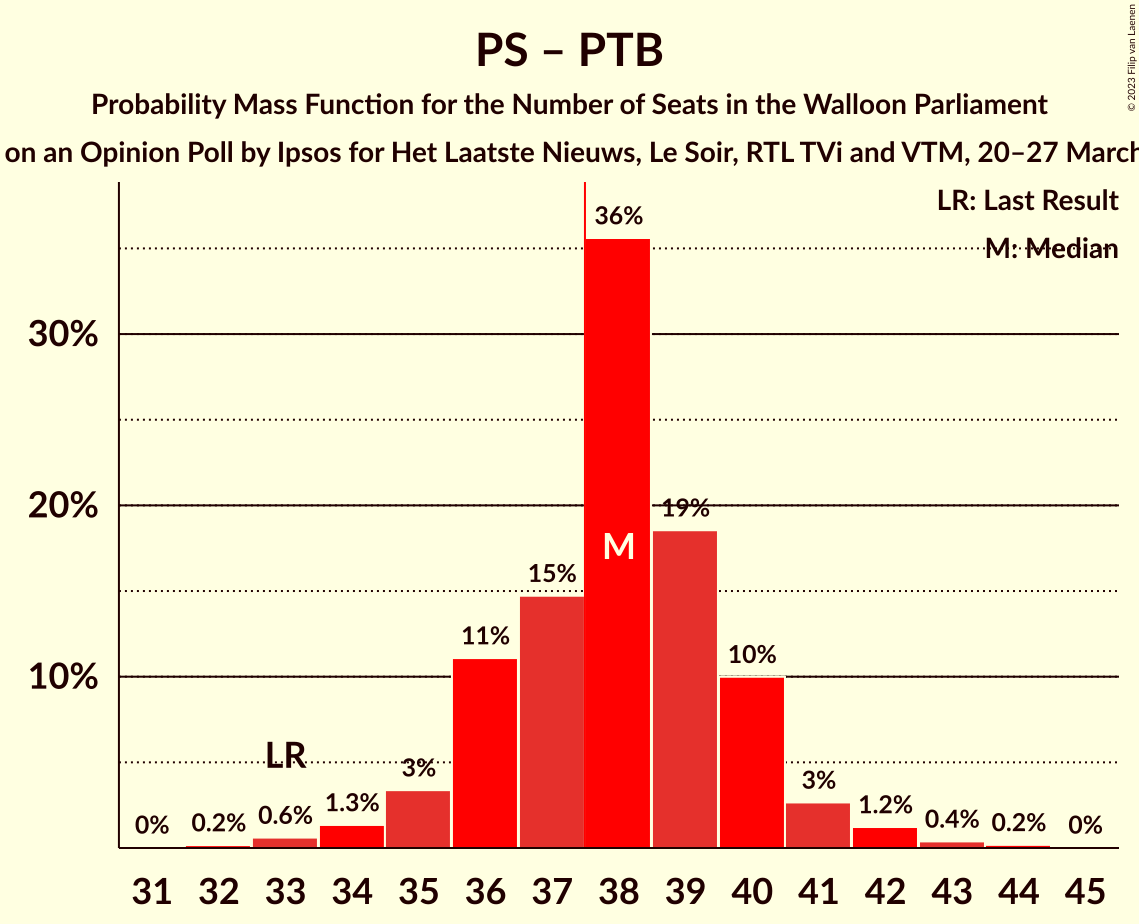 © 2023 Filip van Laenen
PS – PTB
Probability Mass Function for the Number of Seats in the Walloon Parliament
on an Opinion Poll by Ipsos for Het Laatste Nieuws, Le Soir, RTL TVi and VTM, 20–27 March
LR: Last Result
M: Median
36%
30%
20%
19%
M
15%
11%
10%
10%
LR
3%
3%
1.3%
1.2%
0.6%
0.4%
0% 0.2%
0.2% 0%
31 32 33 34 35 36 37 38 39 40 41 42 43 44 45